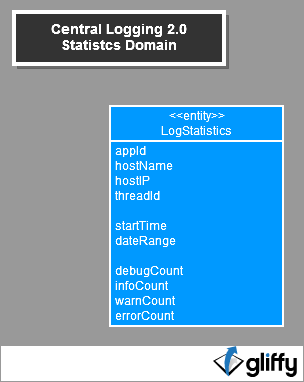 Central Logging 2.0
Statistcs Domain
<<entity>>
LogStatistics
appId
hostName
hostIP
threadId
startTime
dateRange
debugCount
infoCount
warnCount
errorCount
gliffy